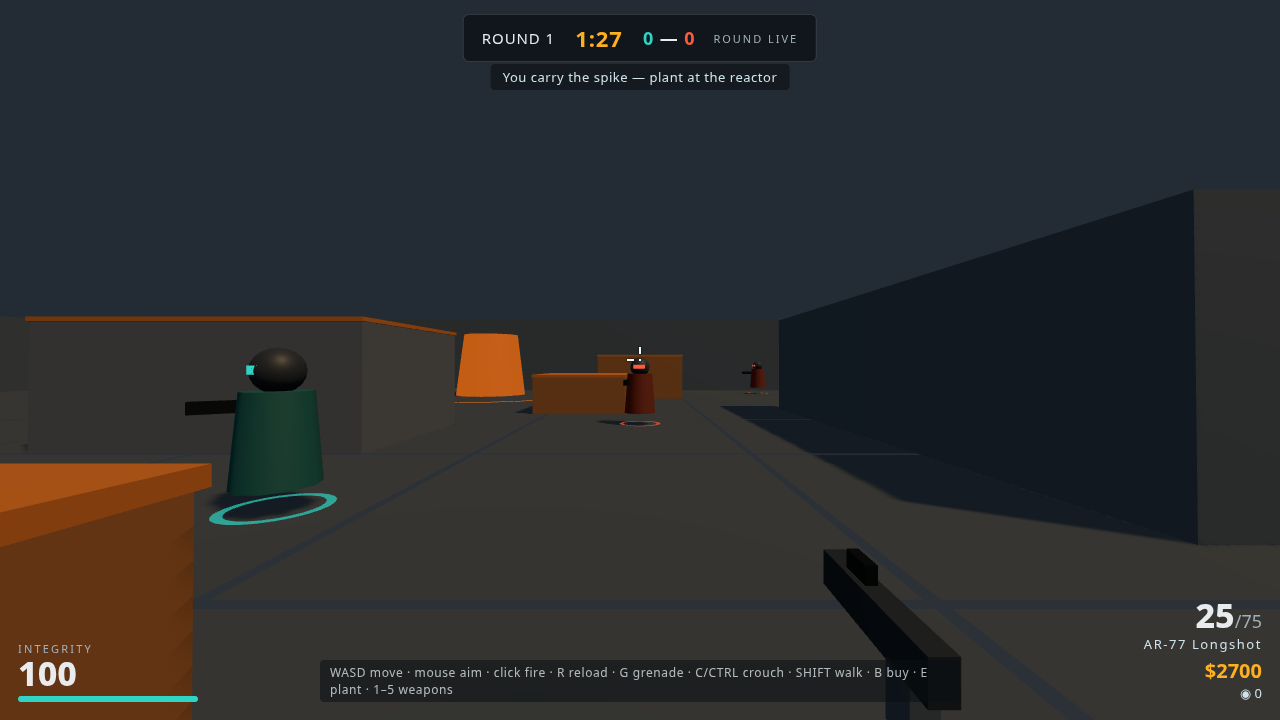 ROUND 1 1:27 0 — 0 ROUND LIVE
You carry the spike — plant at the reactor
INTEGRITY
100
WASD move · mouse aim · click fire · R reload · G grenade · C/CTRL crouch · SHIFT walk · B buy · E
plant · 1–5 weapons
25/75
AR-77 Longshot
$2700
◉ 0